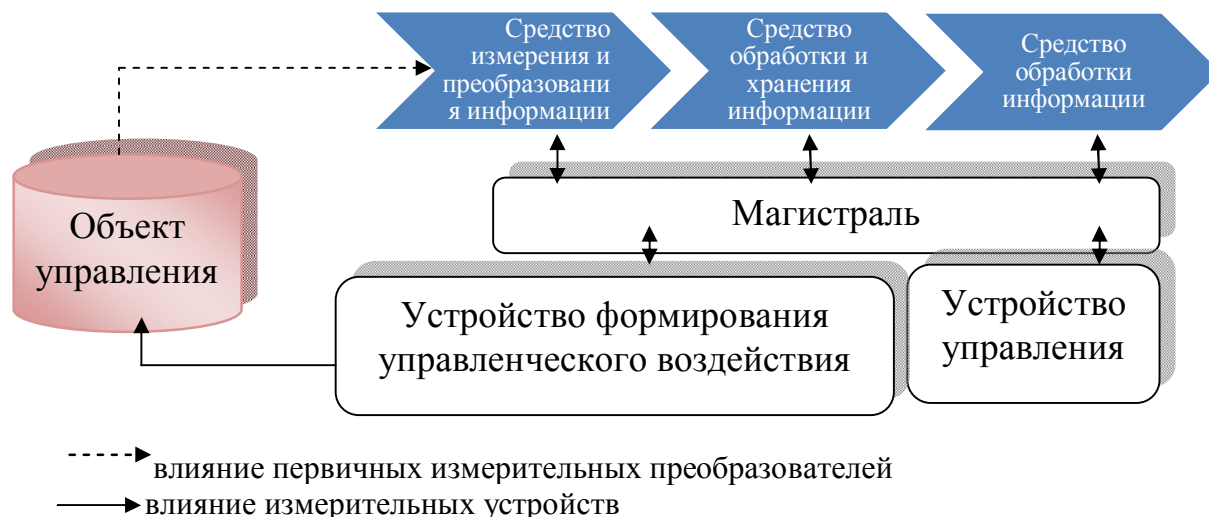 Средство
измерения и
преобразовани
я информации
Средство
обработки и
хранения
информации
Средство
обработки
информации
Объект
управления
Магистраль
Устройство формирования
управленческого воздействия
Устройство
управления
влияние первичных измерительных преобразователей
влияние измерительных устройств